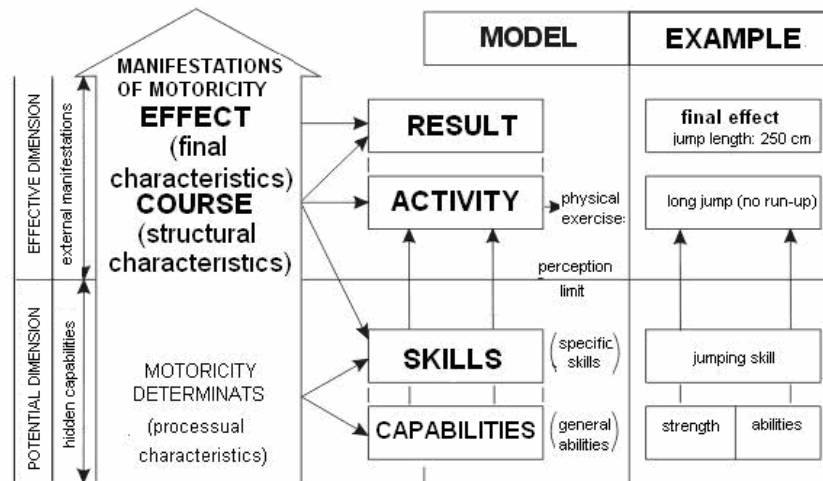 MODEL
EXAMPLE
EFFECTIVE DIMENSION
external manifestations
POTENTIAL DIMENSION
hidden capabilities
MANIFESTATIONS
OF MOTORICITY
EFFECT
(final
characteristics)
COURSE
(structural
characteristics)
MOTORICITY
DETERMINATS
(processual
characteristics)
RESULT
ACTIVITY
physical
exercise:
perception
limit
SKILLS
(specific
skills)
CAPABILITIES
(general
abilities)
final effect
jump length: 250 cm
long jump (no run-up)
jumping skill
strength
abilities